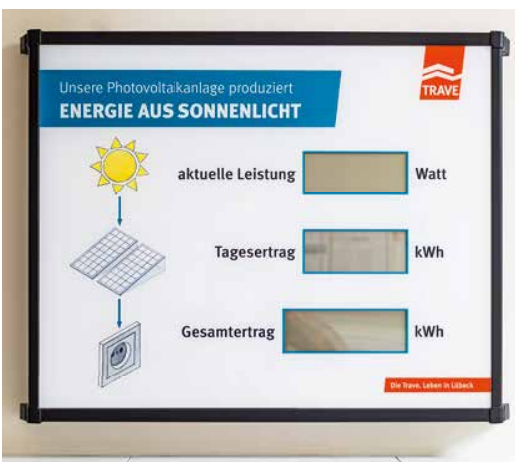 Unsere Photovoltaikanlage produziert
ENERGIE AUS SONNENLICHT
TRAVE
aktuelle Leistung Watt
Tagesertrag kWh
Gesamtertrag kWh
Die Trave. Leben in Lübeck